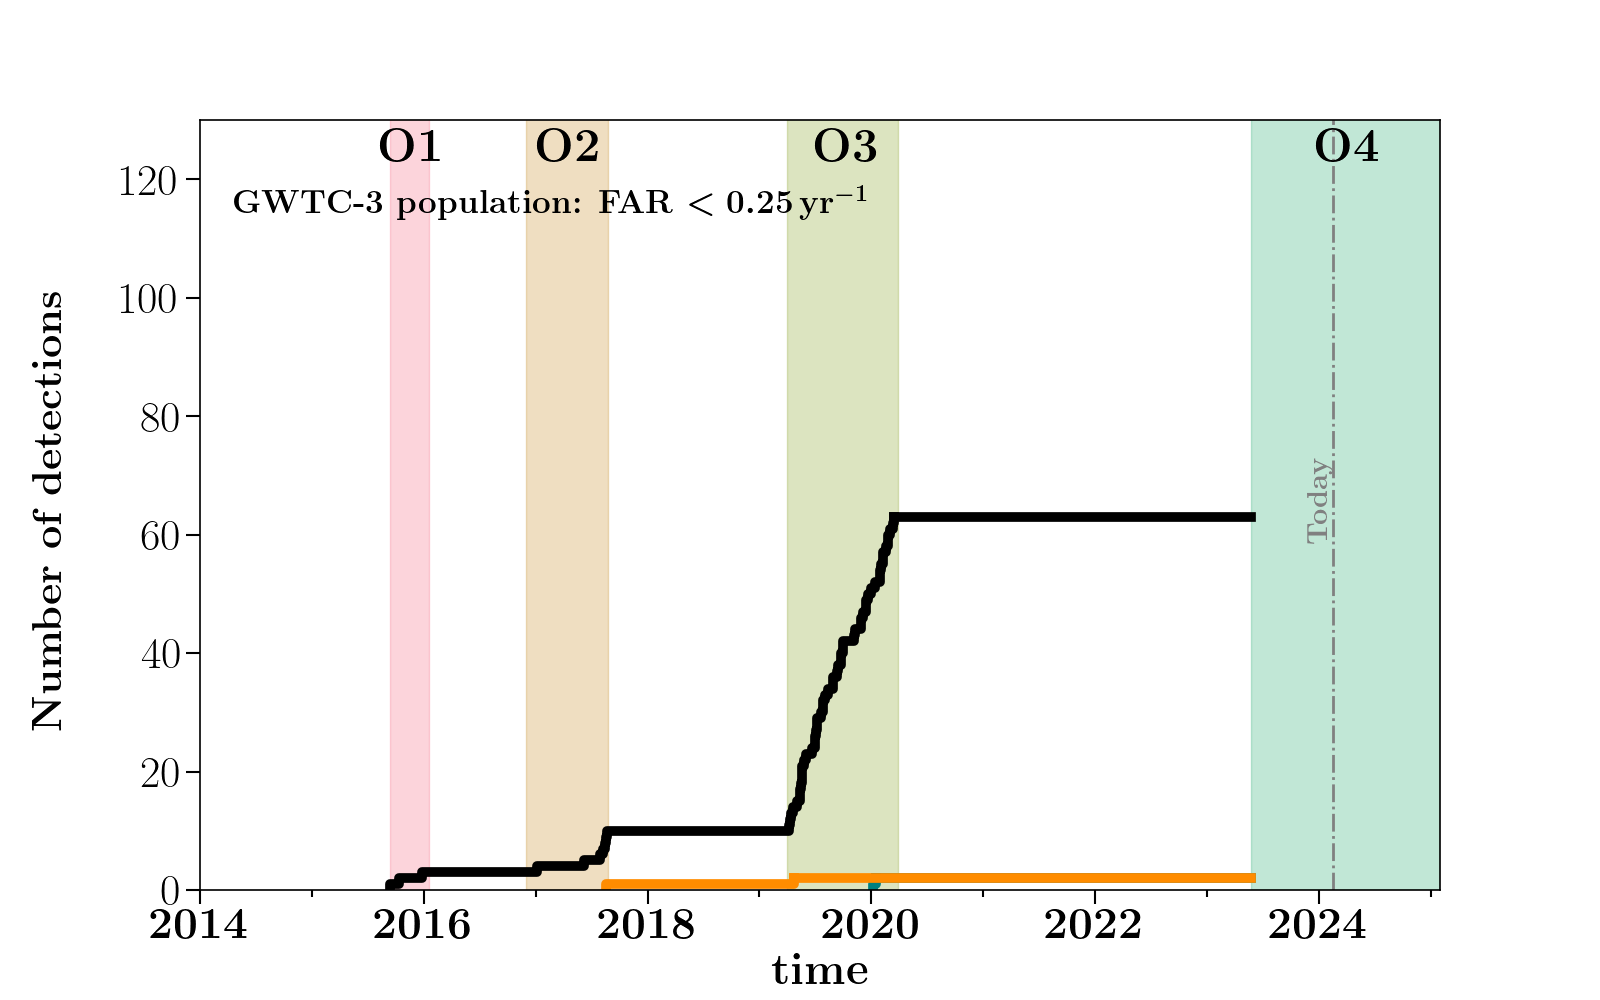 O1 O2 O3 O4
GWTC-3 population: FAR < 0.25 yr⁻¹
120
100
80
60
40
20
0
Number of detections
Today
2014 2016 2018 2020 2022 2024
time